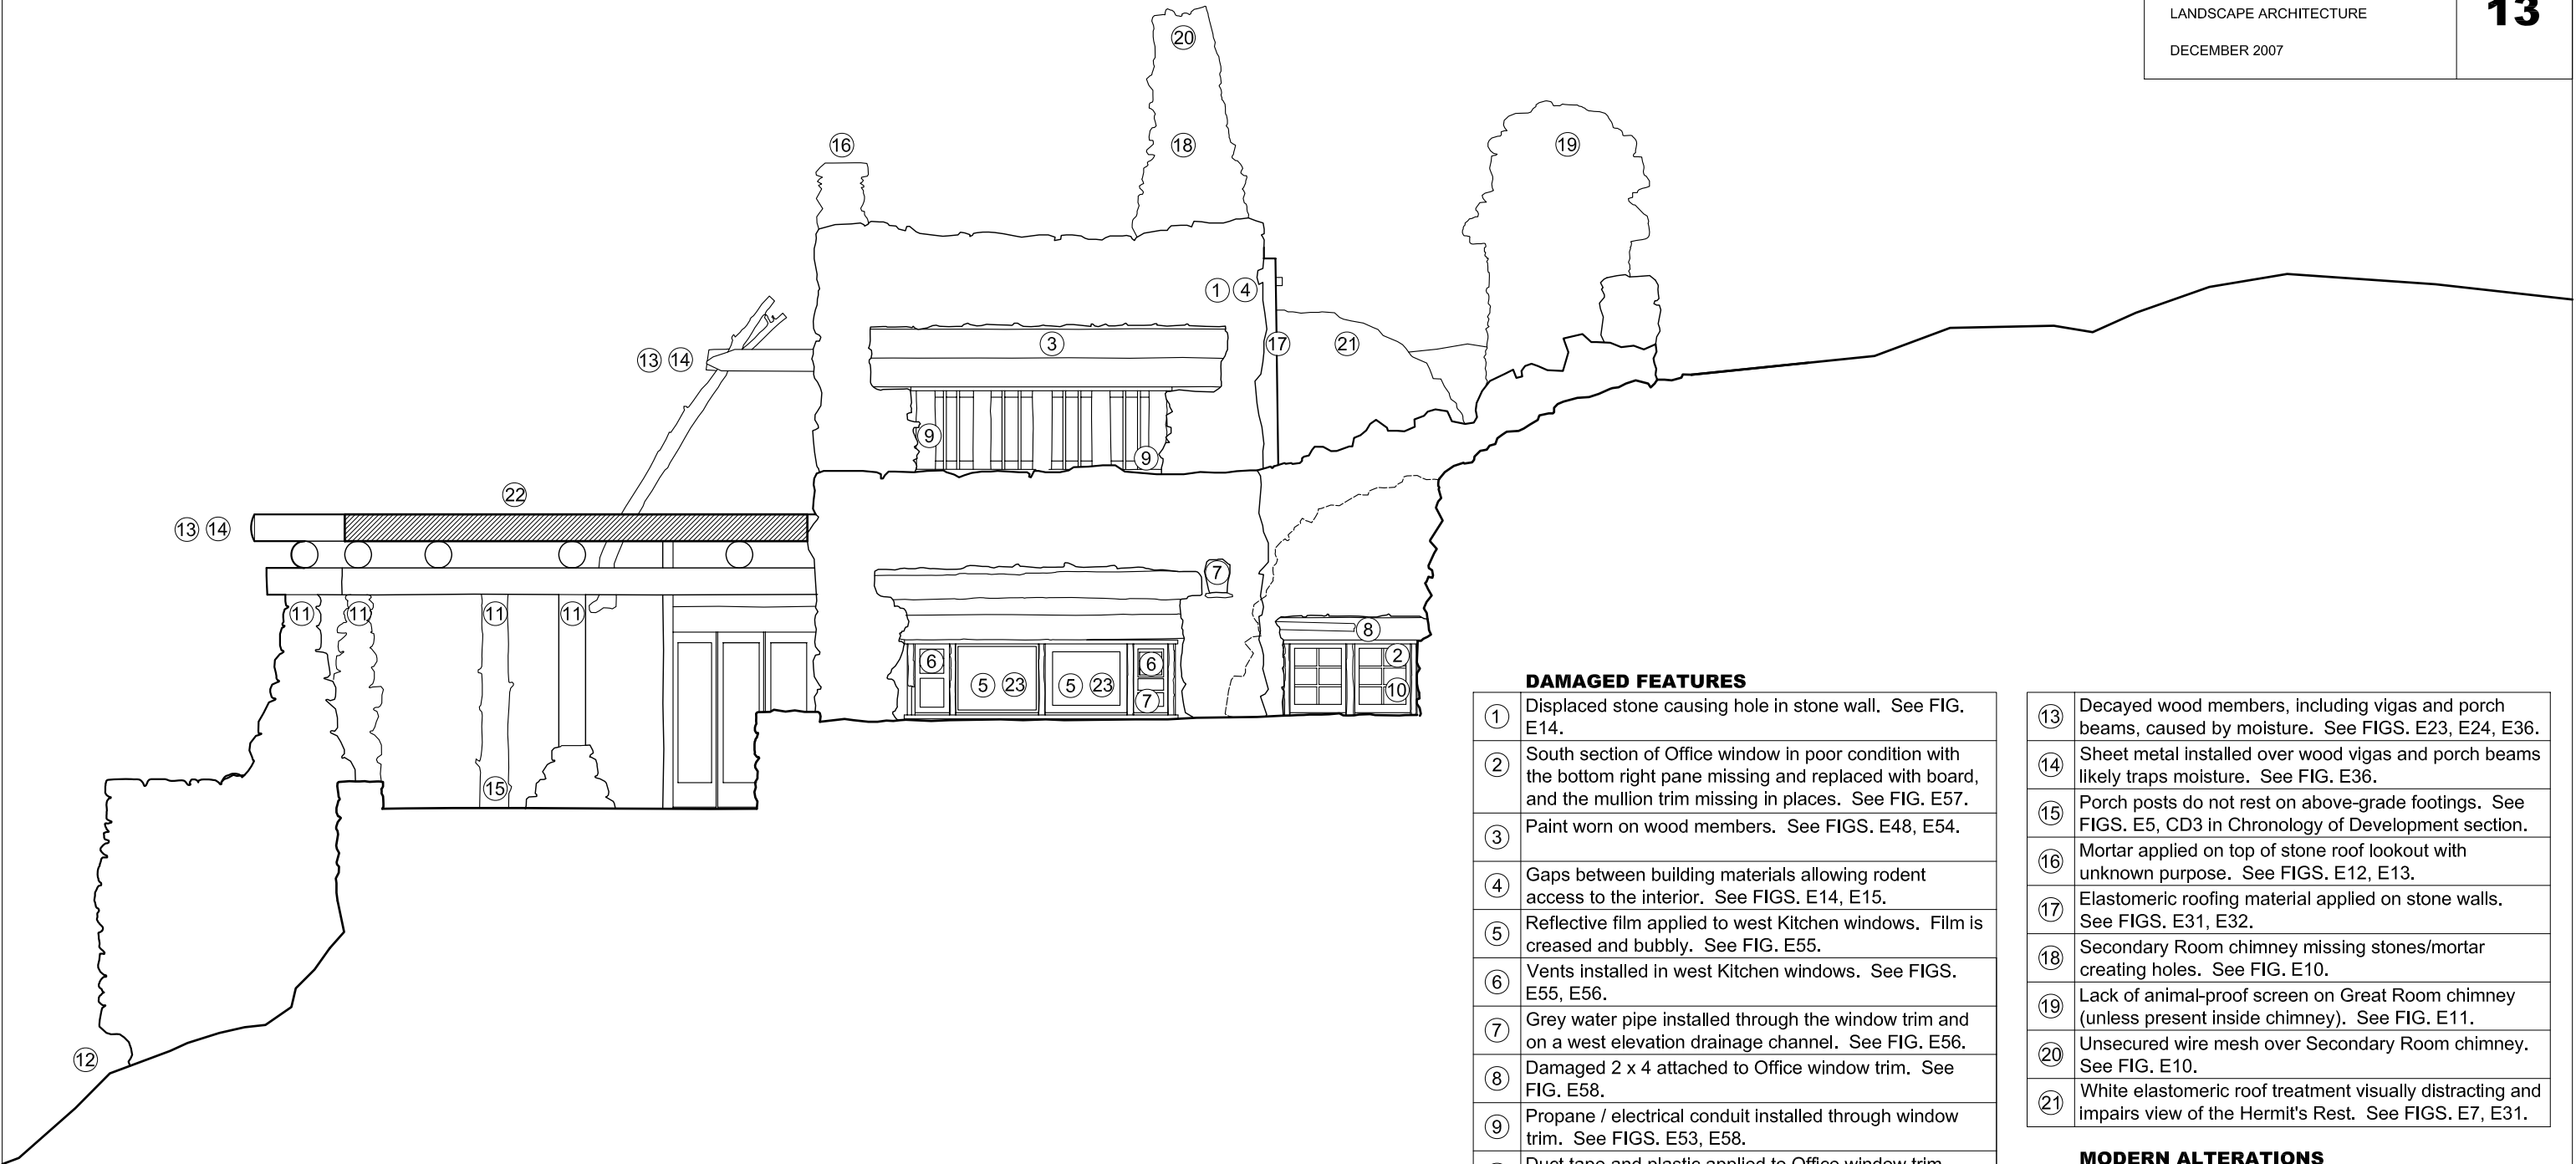 LANDSCAPE ARCHITECTURE
DECEMBER 2007
13
20
18
16
19
1 4
3
17
21
13 14
9
9
22
13 14
7
11 11 11 11
8
6
6
2
5 23
5 23
7
10
15
12
DAMAGED FEATURES
1 Displaced stone causing hole in stone wall. See FIG.
E14.
2 South section of Office window in poor condition with
the bottom right pane missing and replaced with board,
and the mullion trim missing in places. See FIG. E57.
3 Paint worn on wood members. See FIGS. E48, E54.
4 Gaps between building materials allowing rodent
access to the interior. See FIGS. E14, E15.
5 Reflective film applied to west Kitchen windows. Film is
creased and bubbly. See FIG. E55.
6 Vents installed in west Kitchen windows. See FIGS.
E55, E56.
7 Grey water pipe installed through the window trim and
on a west elevation drainage channel. See FIG. E56.
8 Damaged 2 x 4 attached to Office window trim. See
FIG. E58.
9 Propane / electrical conduit installed through window
trim. See FIGS. E53, E58.
Duct tape and plastic applied to Office window trim
13 Decayed wood members, including vigas and porch
beams, caused by moisture. See FIGS. E23, E24, E36.
14 Sheet metal installed over wood vigas and porch beams
likely traps moisture. See FIG. E36.
15 Porch posts do not rest on above-grade footings. See
FIGS. E5, CD3 in Chronology of Development section.
16 Mortar applied on top of stone roof lookout with
unknown purpose. See FIGS. E12, E13.
17 Elastomeric roofing material applied on stone walls.
See FIGS. E31, E32.
18 Secondary Room chimney missing stones/mortar
creating holes. See FIG. E10.
19 Lack of animal-proof screen on Great Room chimney
(unless present inside chimney). See FIG. E11.
20 Unsecured wire mesh over Secondary Room chimney.
See FIG. E10.
21 White elastomeric roof treatment visually distracting and
impairs view of the Hermit's Rest. See FIGS. E7, E31.
MODERN ALTERATIONS